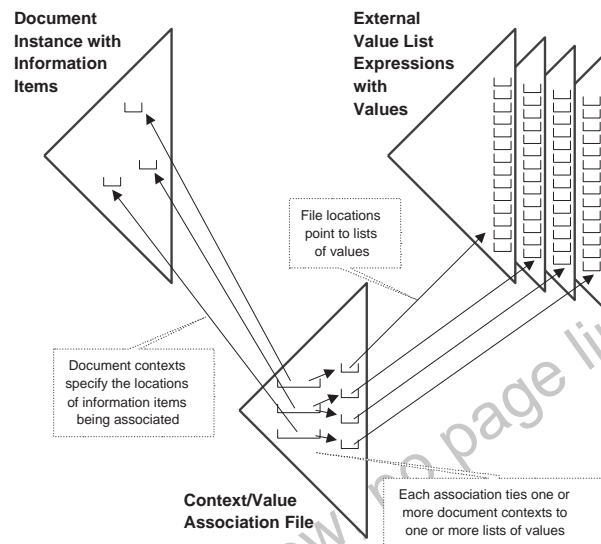 Document
Instance with
Information
Items
External
Value List
Expressions
with
Values
File locations
point to lists
of values
Document contexts
specify the locations
of information items
being associated
Context/Value
Association File
Each association ties one or
more document contexts to
one or more lists of values
no page